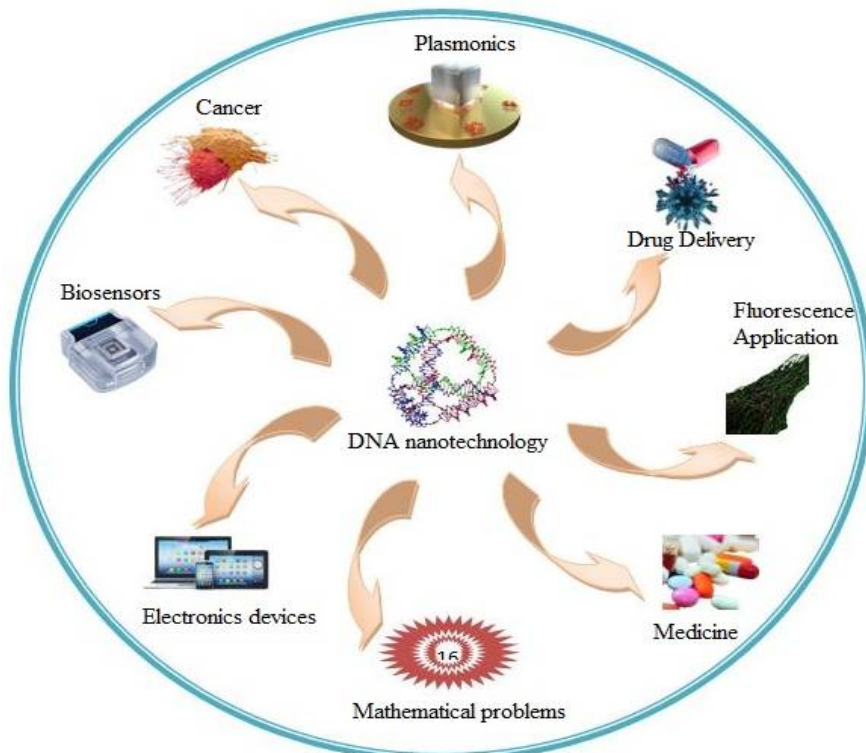 Plasmonics
Cancer
Drug Delivery
Biosensors
Fluorescence
Application
DNA nanotechnology
Electronics devices
Medicine
16
Mathematical problems